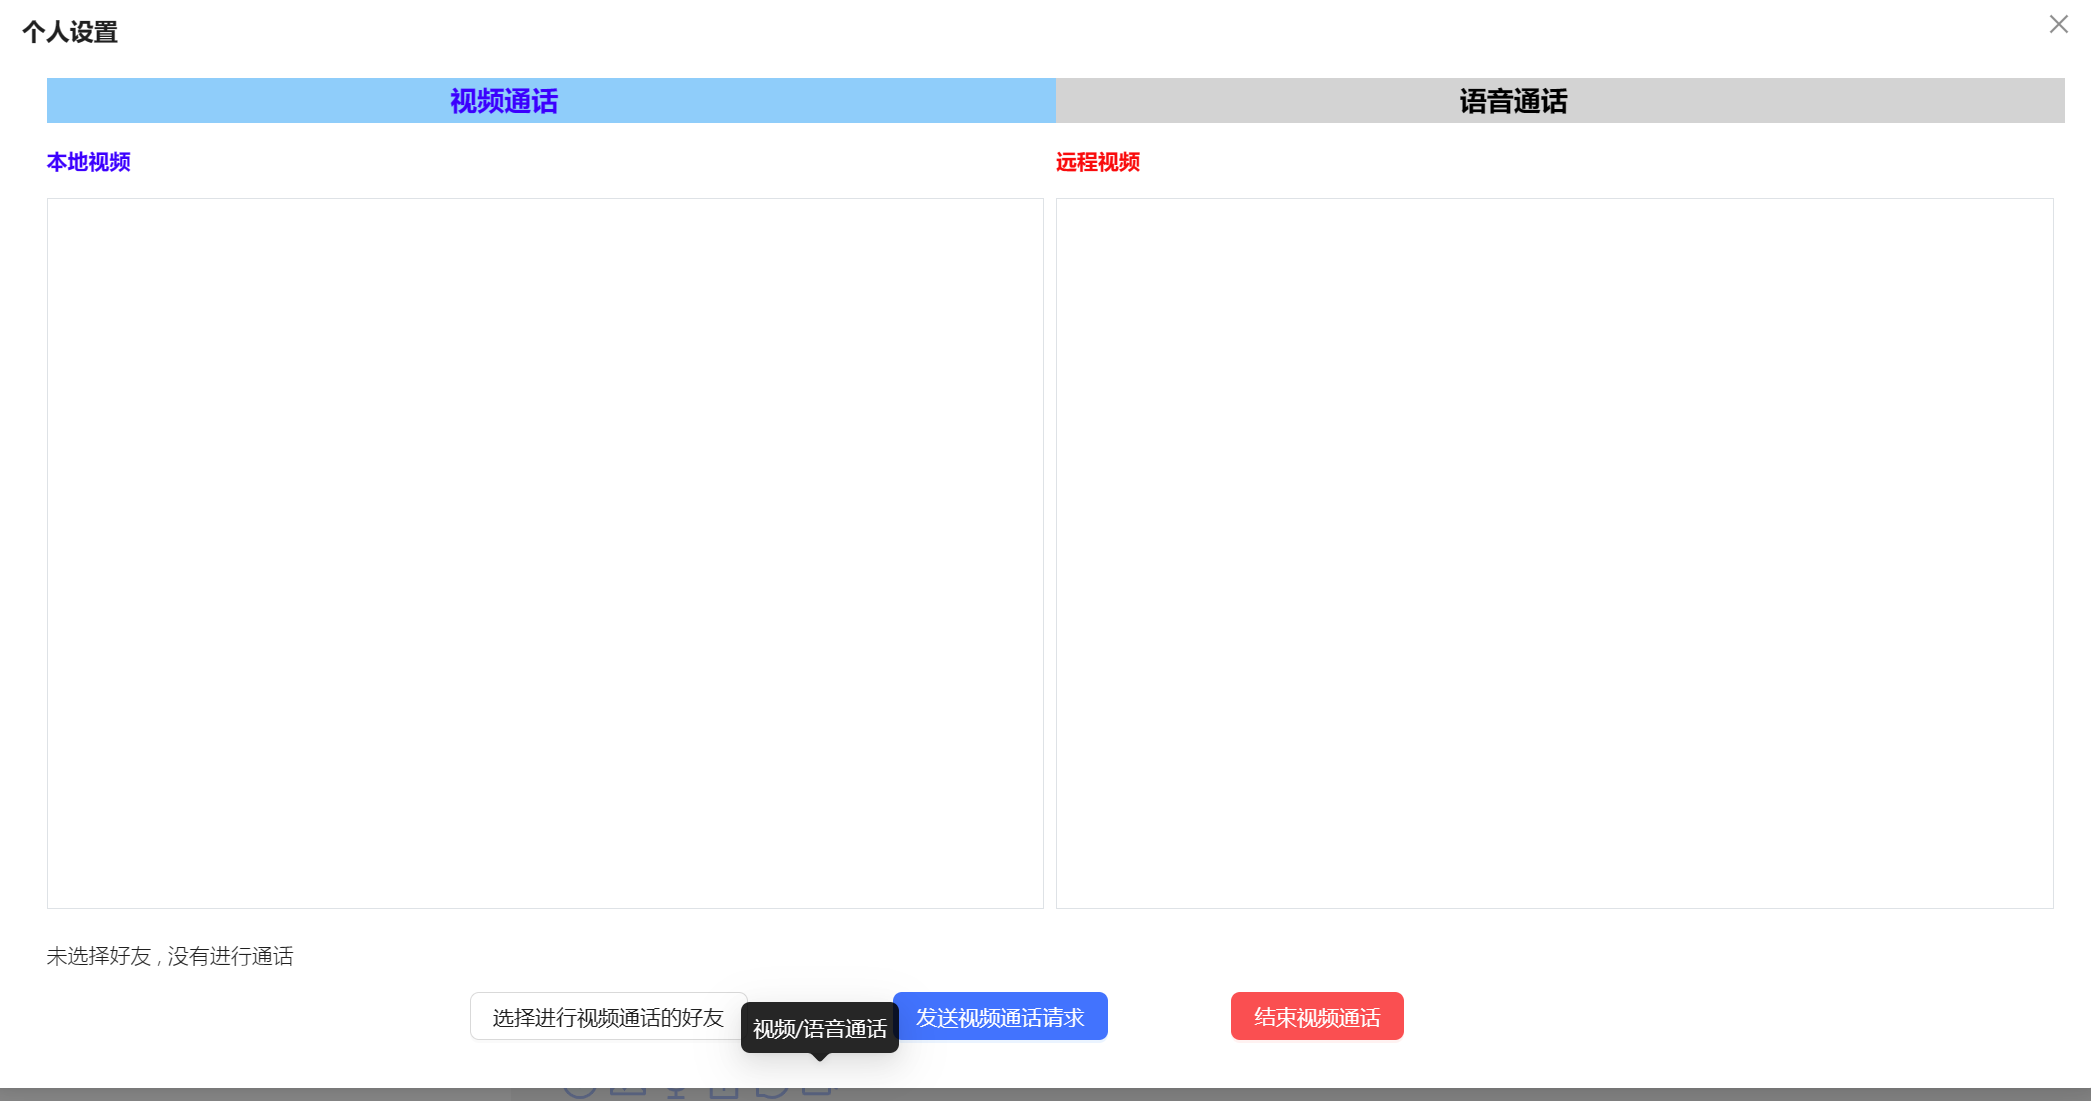 个人设置
视频通话
语音通话
本地视频
远程视频
未选择好友，没有进行通话
选择进行视频通话的好友
视频/语音通话
发送视频通话请求
结束视频通话